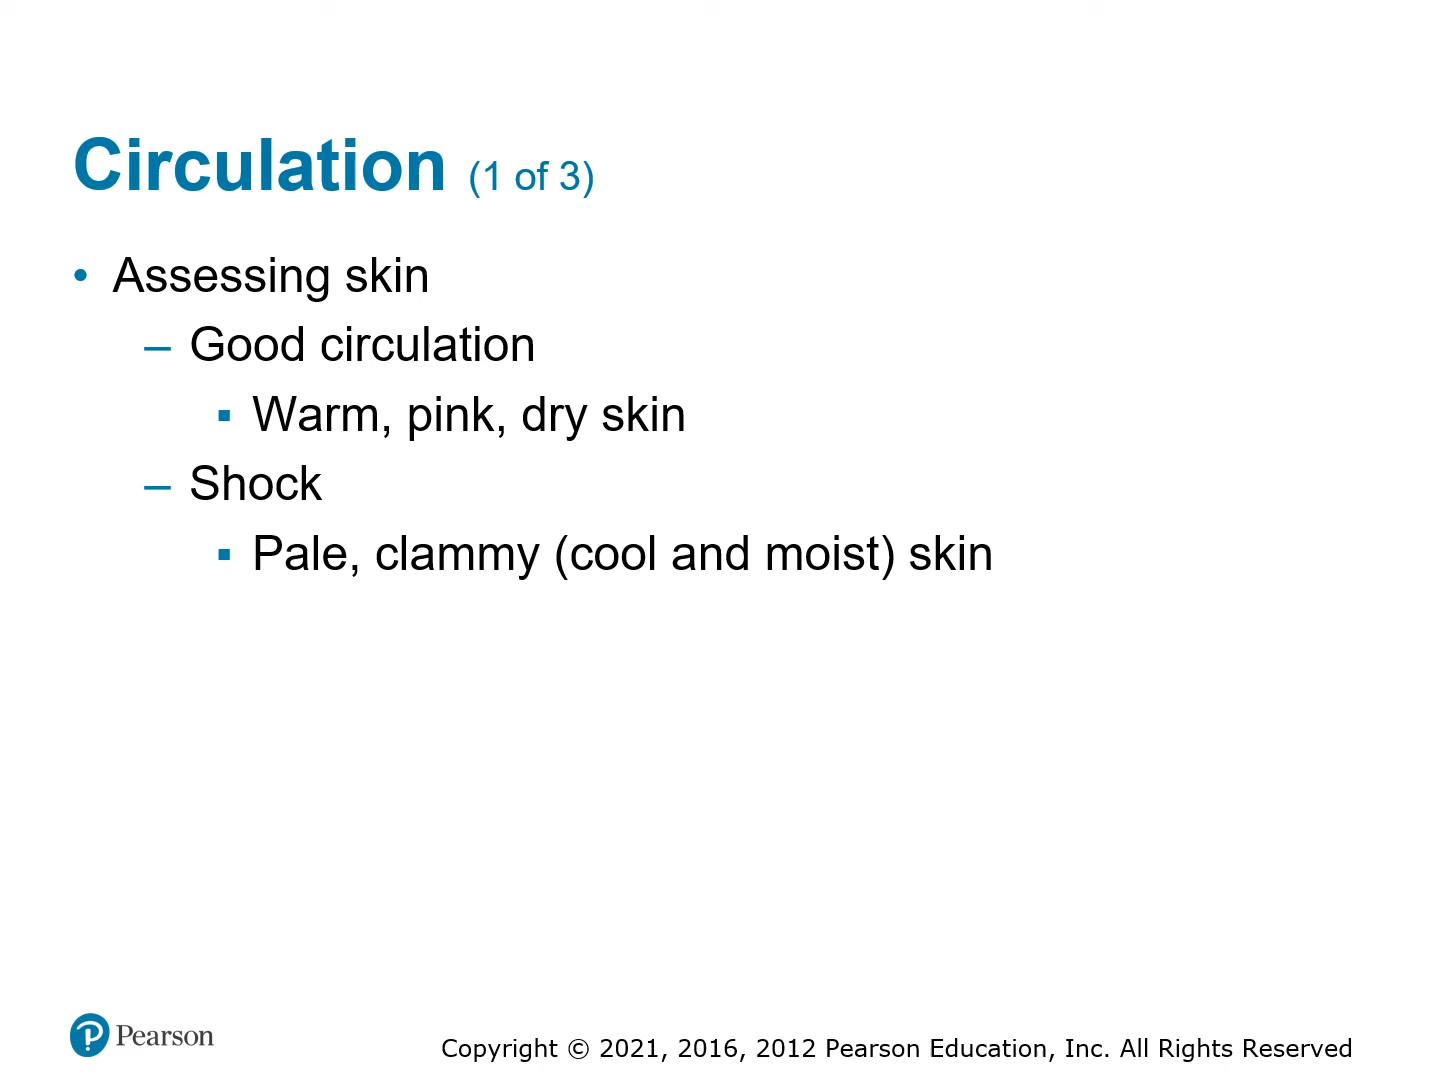 Circulation (1 of 3)
• Assessing skin
– Good circulation
▪ Warm, pink, dry skin
– Shock
▪ Pale, clammy (cool and moist) skin
Pearson
Copyright © 2021, 2016, 2012 Pearson Education, Inc. All Rights Reserved